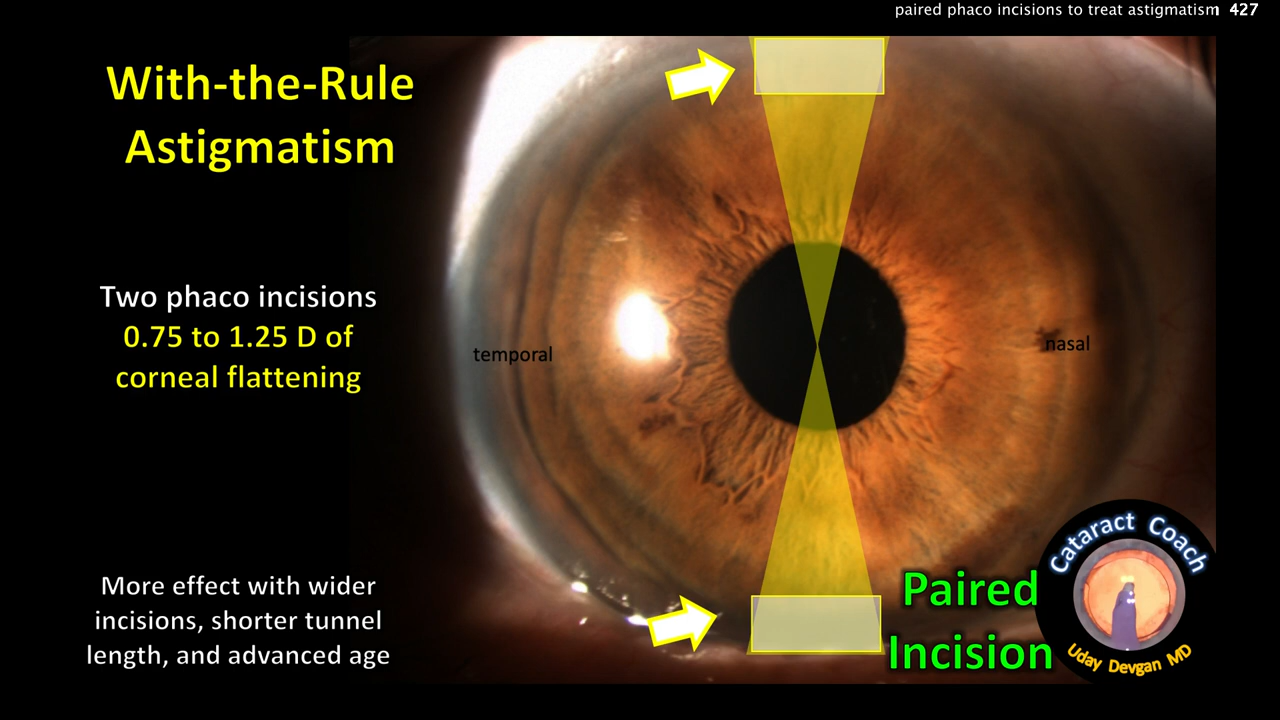 paired phaco incisions to treat astigmatism 427
With-the-Rule
Astigmatism
Two phaco incisions
0.75 to 1.25 D of
corneal flattening
temporal
nasal
More effect with wider
incisions, shorter tunnel
length, and advanced age
Paired
Incision
Cataract Coach
Uday Devgan MD